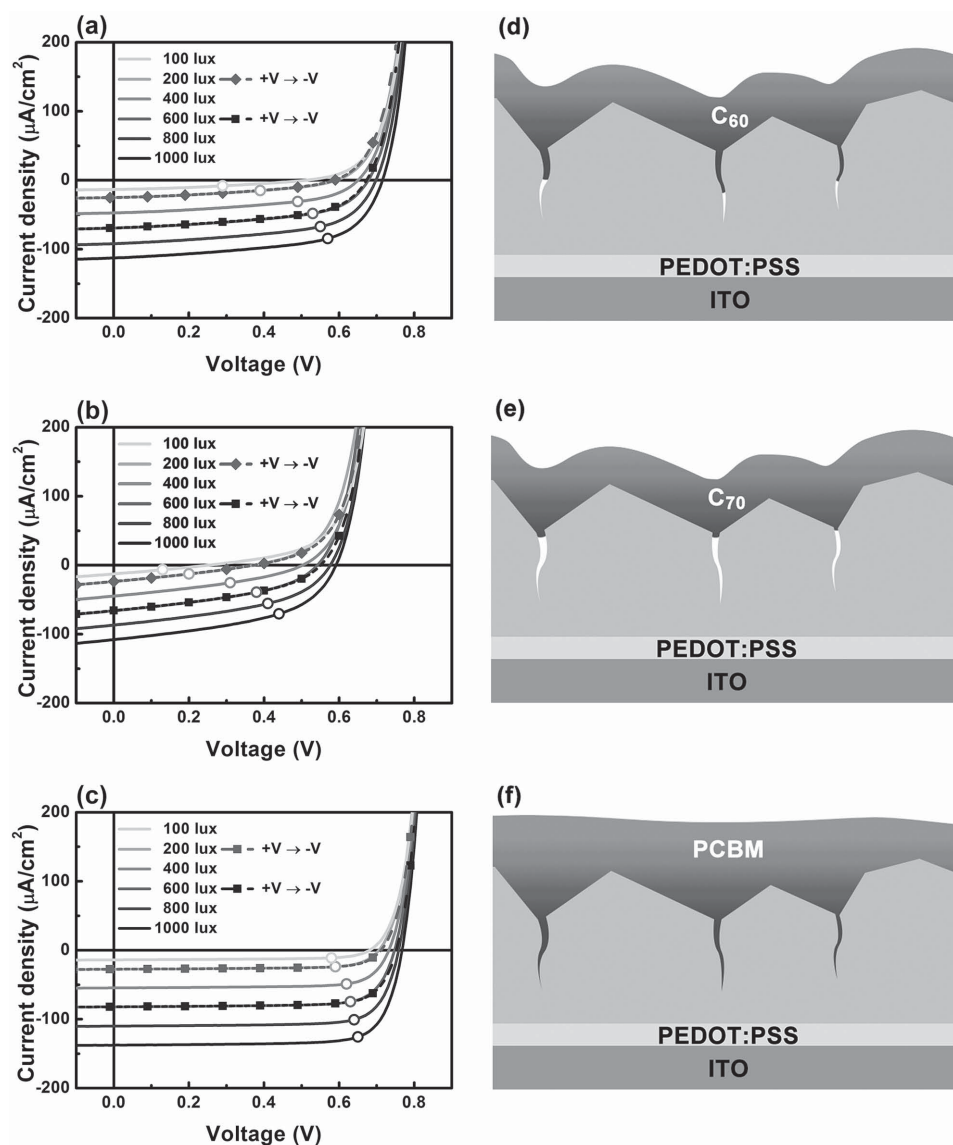 (a)
200
100
0
-100
-200
0.0 0.2 0.4 0.6 0.8
Current density (µA/cm²)
Voltage (V)
100 lux
200 lux +V → -V
400 lux
600 lux +V → -V
800 lux
1000 lux
(d)
C₆₀
PEDOT:PSS
ITO
(b)
200
100
0
-100
-200
0.0 0.2 0.4 0.6 0.8
Current density (µA/cm²)
Voltage (V)
100 lux
200 lux +V → -V
400 lux
600 lux +V → -V
800 lux
1000 lux
(e)
C₇₀
PEDOT:PSS
ITO
(c)
200
100
0
-100
-200
0.0 0.2 0.4 0.6 0.8
Current density (µA/cm²)
Voltage (V)
100 lux
200 lux +V → -V
400 lux
600 lux +V → -V
800 lux
1000 lux
(f)
PCBM
PEDOT:PSS
ITO